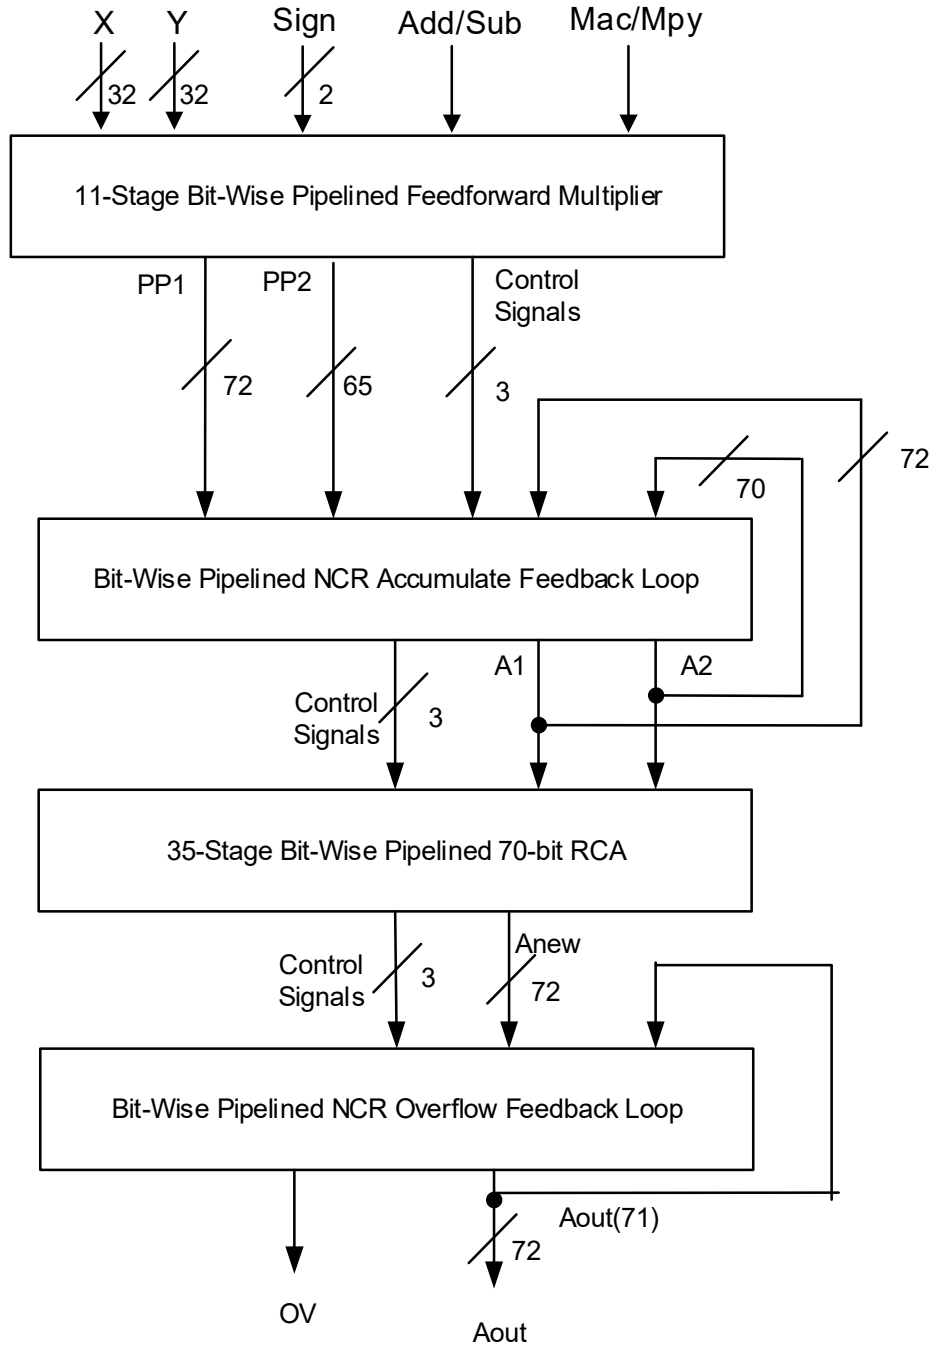 X
Y
Sign
Add/Sub
Mac/Mpy
32
32
2
11-Stage Bit-Wise Pipelined Feedforward Multiplier
PP1
PP2
Control
Signals
72
65
3
72
70
Bit-Wise Pipelined NCR Accumulate Feedback Loop
A1
A2
Control
Signals
3
35-Stage Bit-Wise Pipelined 70-bit RCA
Anew
Control
Signals
3
72
Bit-Wise Pipelined NCR Overflow Feedback Loop
Aout(71)
72
OV
Aout